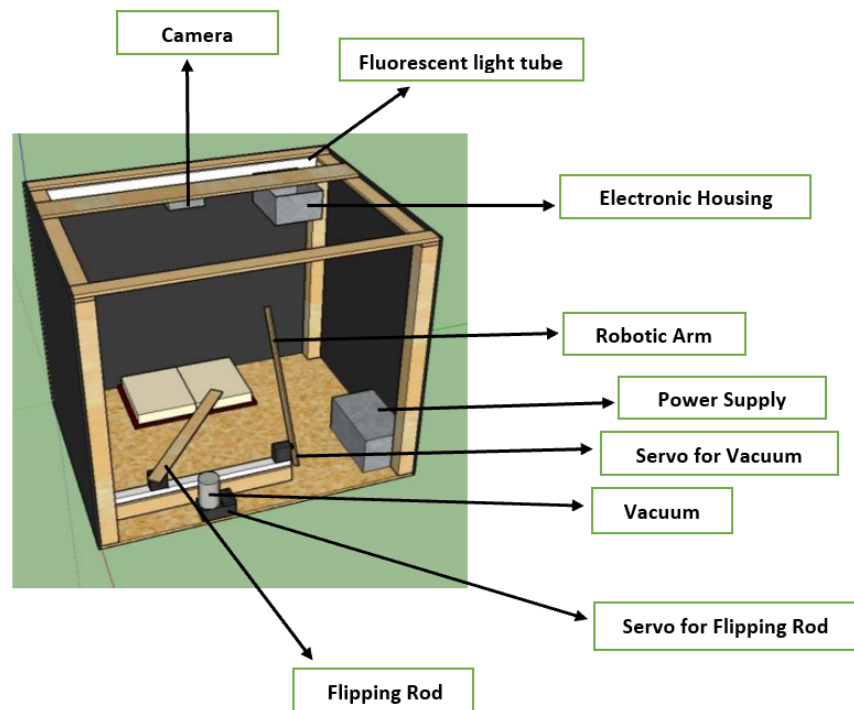 Camera
Fluorescent light tube
Electronic Housing
Robotic Arm
Power Supply
Servo for Vacuum
Vacuum
Servo for Flipping Rod
Flipping Rod